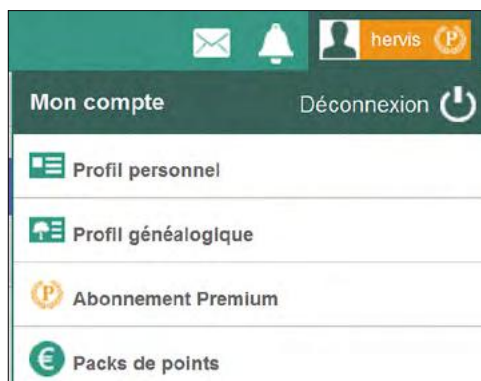 hervis P
Mon compte Déconnexion
Profil personnel
Profil généalogique
P Abonnement Premium
€ Packs de points